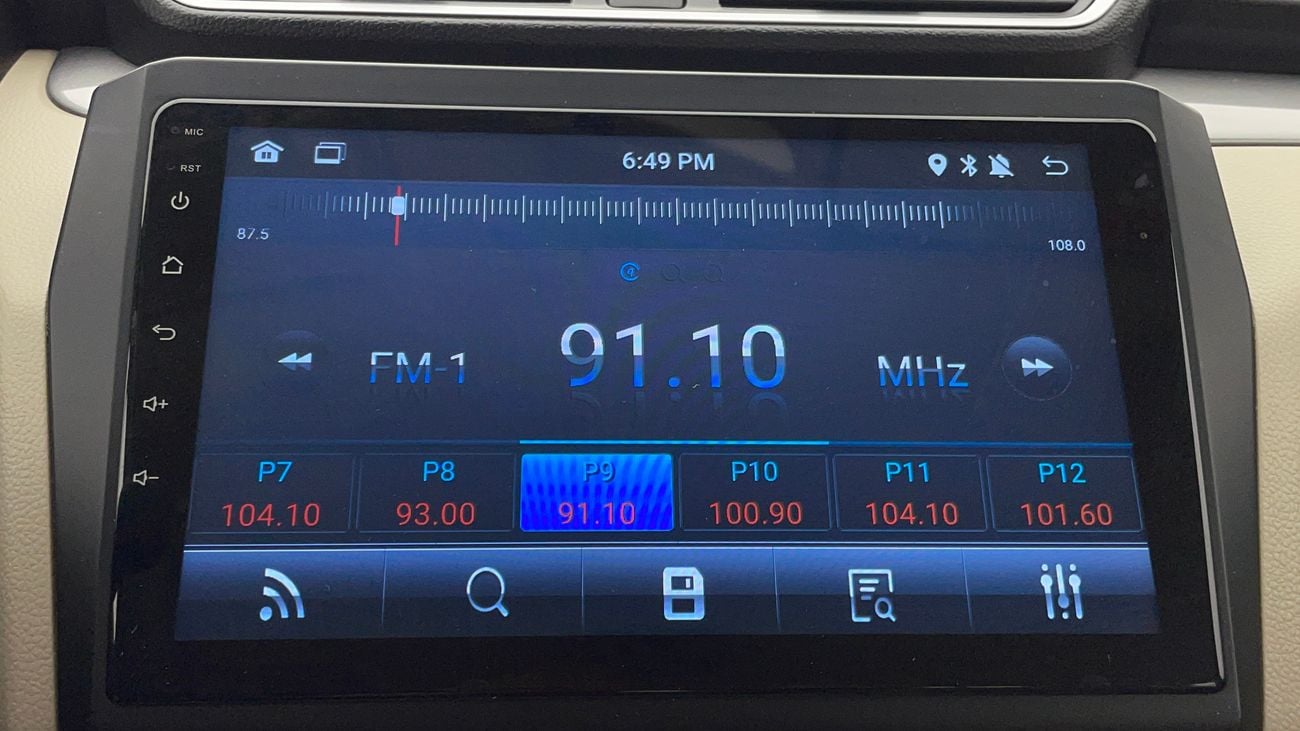 MIC
6:49 PM
RST
87.5
108.0
FM-1 91.10 MHz
P7 P8 P9 P10 P11 P12
104.10 93.00 91.10 100.90 104.10 101.60